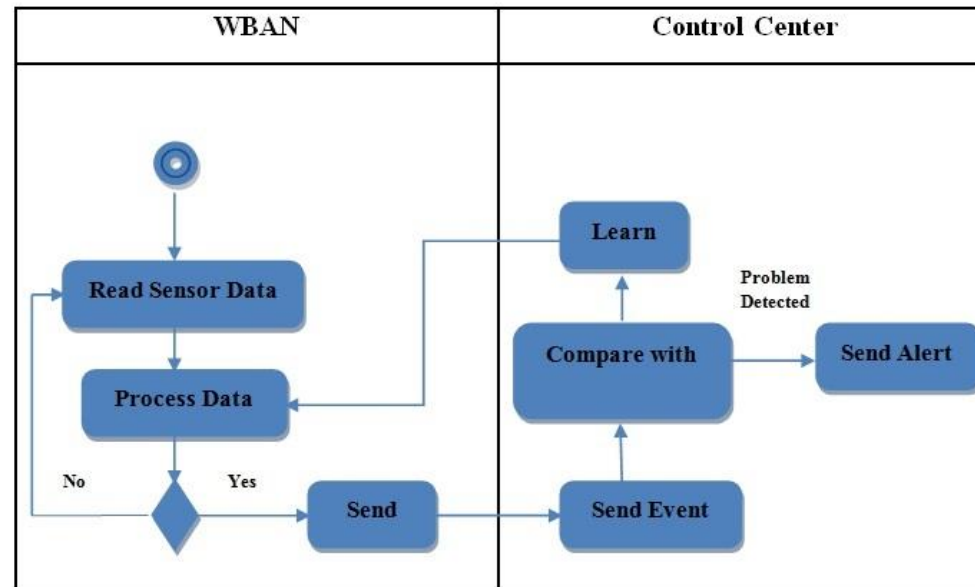 WBAN
Control Center
Learn
Read Sensor Data
Problem
Detected
Compare with
Send Alert
Process Data
No
Yes
Send
Send Event